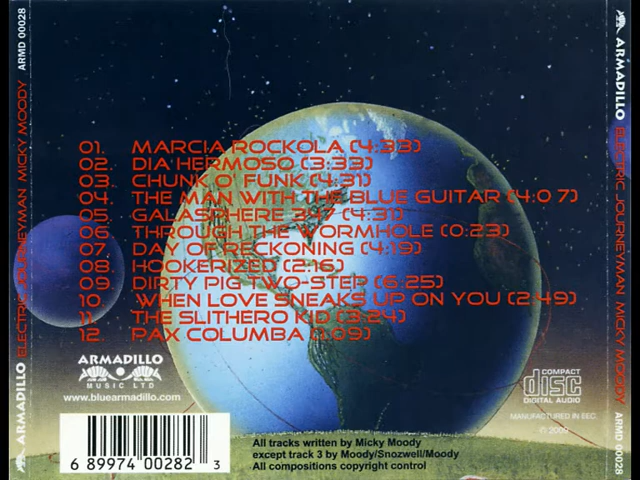 ARMADILLO ELECTRIC JOURNEYMAN MICKY MOODY ARMD 00028
01. MARCIA ROCKOLA (4:33)
02. DIA' HERMOSO (3:33)
03. CHUNK O' FUNK (4:31)
04. THE MAN WITH THE BLUE GUITAR (4:0 7)
05. GALASPHERE 347 (4:31)
06. THROUGH THE WORMHOLE (0:23)
07. DAY OF RECKONING (4:19)
08. HOOKERIZED (2:16)
09. DIRTY PIG TWO-STEP (6:25)
10. WHEN LOVE SNEAKS UP ON YOU (2:49)
11. THE SLITHERO KID (3:24)
12. PAX COLUMBA (1:09)
ARMADILLO
MUSIC LTD
www.bluearmadillo.com
COMPACT
disc
DIGITAL AUDIO
MANUFACTURED IN EEC.
6 89974 00282 3
All tracks written by Micky Moody
except track 3 by Moody/Snozwell/Moody
All compositions copyright control
ARMADILLO ELECTRIC JOURNEYMAN MICKY MOODY ARMD 00028